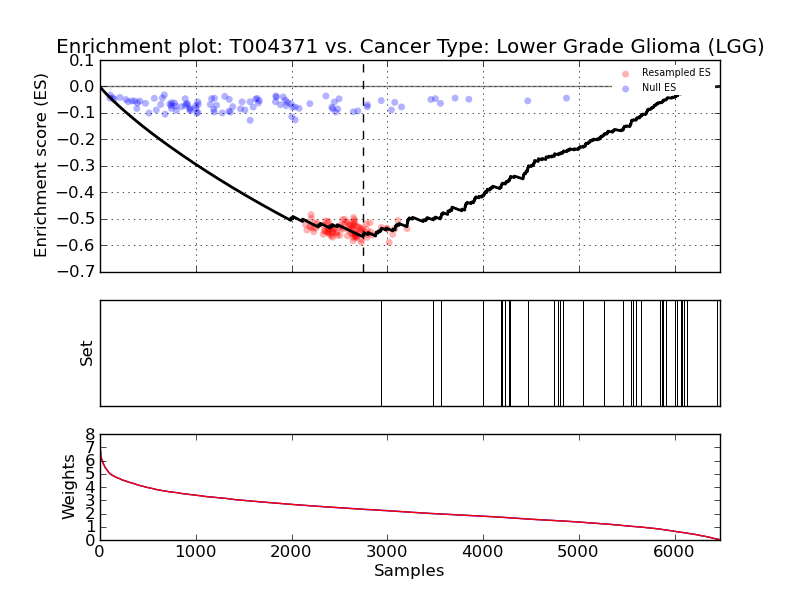 Enrichment plot: T004371 vs. Cancer Type: Lower Grade Glioma (LGG)
0.1
0.0
−0.1
−0.2
−0.3
−0.4
−0.5
−0.6
−0.7
Enrichment score (ES)
Resampled ES
Null ES
Set
8
7
6
5
4
3
2
1
0
Weights
0 1000 2000 3000 4000 5000 6000
Samples